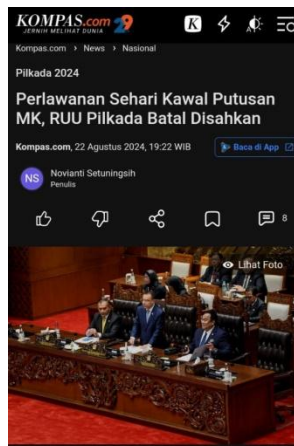 KOMPAS.com 29
JERNIH MELIHAT DUNIA
K
Kompas.com > News > Nasional
Pilkada 2024
Perlawanan Sehari Kawal Putusan
MK, RUU Pilkada Batal Disahkan
Kompas.com, 22 Agustus 2024, 19:22 WIB
Baca di App
NS
Novianti Setuningsih
Penulis
8
Lihat Foto